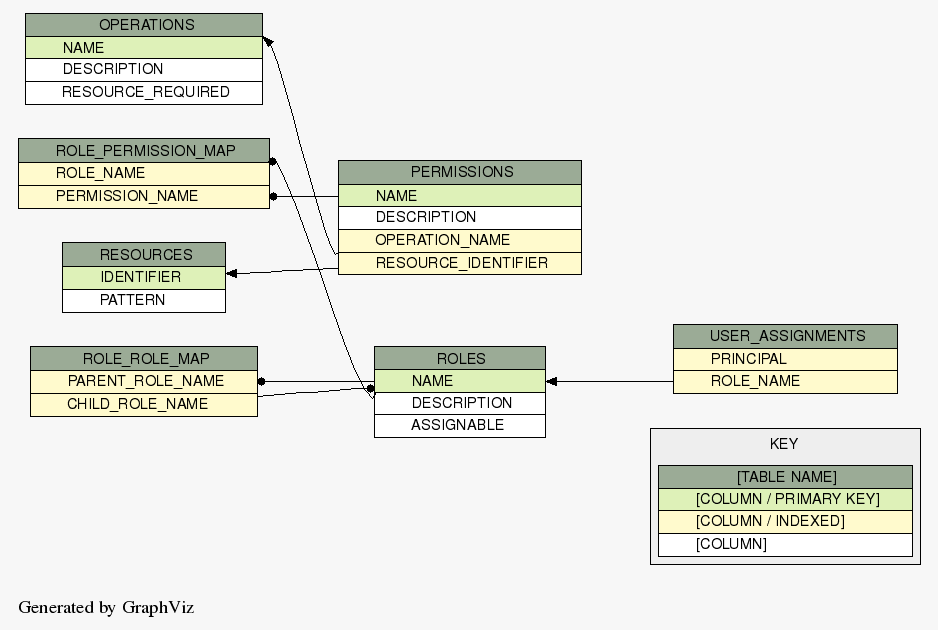 OPERATIONS
NAME
DESCRIPTION
RESOURCE_REQUIRED
ROLE_PERMISSION_MAP
ROLE_NAME
PERMISSION_NAME
PERMISSIONS
NAME
DESCRIPTION
OPERATION_NAME
RESOURCE_IDENTIFIER
RESOURCES
IDENTIFIER
PATTERN
ROLE_ROLE_MAP
PARENT_ROLE_NAME
CHILD_ROLE_NAME
ROLES
NAME
DESCRIPTION
ASSIGNABLE
USER_ASSIGNMENTS
PRINCIPAL
ROLE_NAME
KEY
[TABLE NAME]
[COLUMN / PRIMARY KEY]
[COLUMN / INDEXED]
[COLUMN]
Generated by GraphViz